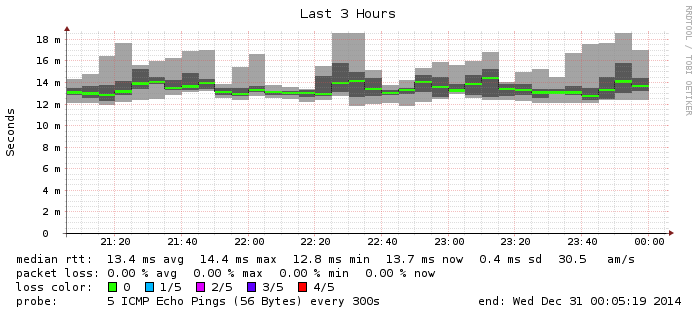 Last 3 Hours
RRDTOOL / TOBI OETIKER
Seconds
18 m
16 m
14 m
12 m
10 m
8 m
6 m
4 m
2 m
0
21:20 21:40 22:00 22:20 22:40 23:00 23:20 23:40 00:00
median rtt: 13.4 ms avg 14.4 ms max 12.8 ms min 13.7 ms now 0.4 ms sd 30.5 am/s
packet loss: 0.00 % avg 0.00 % max 0.00 % min 0.00 % now
loss color: 0 1/5 2/5 3/5 4/5
probe: 5 ICMP Echo Pings (56 Bytes) every 300s end: Wed Dec 31 00:05:19 2014